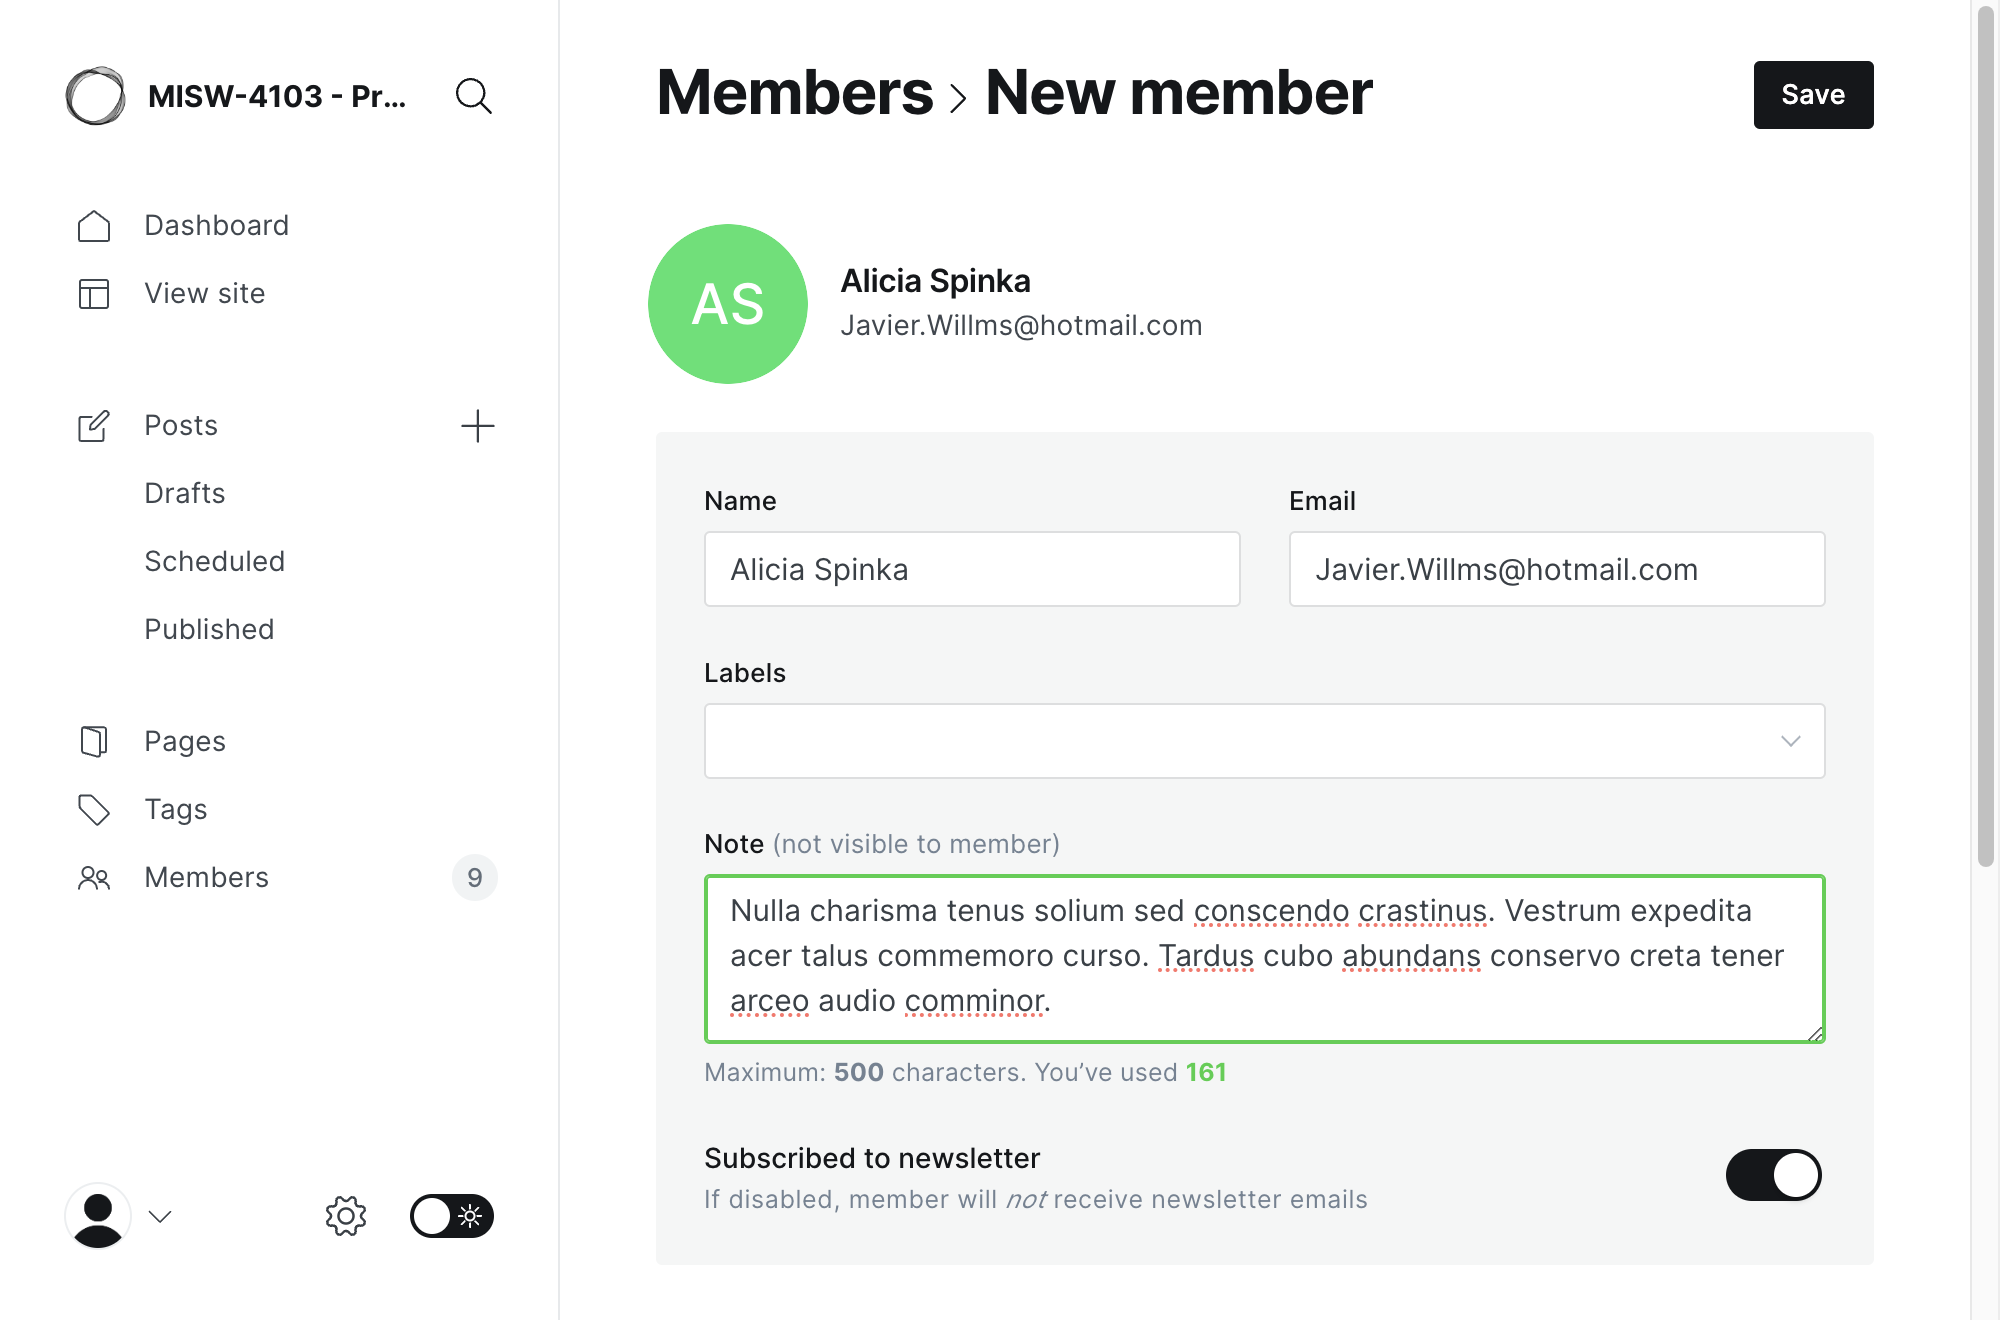 MISW-4103 - Pr...
Dashboard
View site
Posts
Drafts
Scheduled
Published
Pages
Tags
Members
9
Members > New member
Save
AS
Alicia Spinka
Javier.Willms@hotmail.com
Name
Email
Alicia Spinka
Javier.Willms@hotmail.com
Labels
Note (not visible to member)
Nulla charisma tenus solium sed conscendo crastinus. Vestrum expedita
acer talus commemoro curso. Tardus cubo abundans conservo creta tener
arceo audio comminor.
Maximum: 500 characters. You’ve used 161
Subscribed to newsletter
If disabled, member will not receive newsletter emails